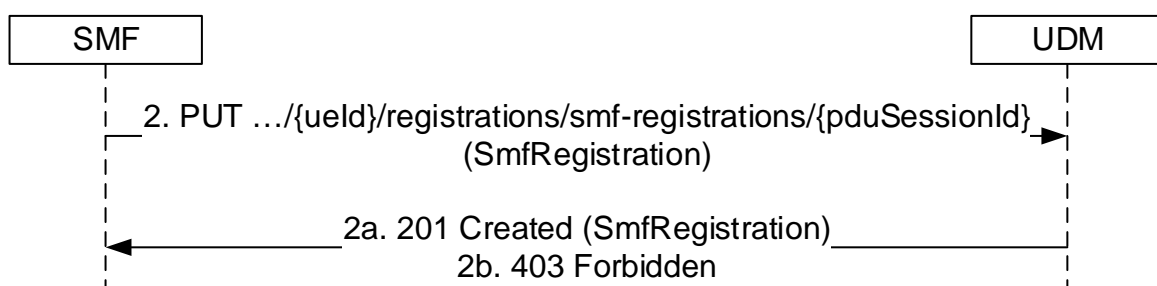 SMF
UDM
2. PUT …/{ueId}/registrations/smf-registrations/{pduSessionId}
(SmfRegistration)
2a. 201 Created (SmfRegistration)
2b. 403 Forbidden